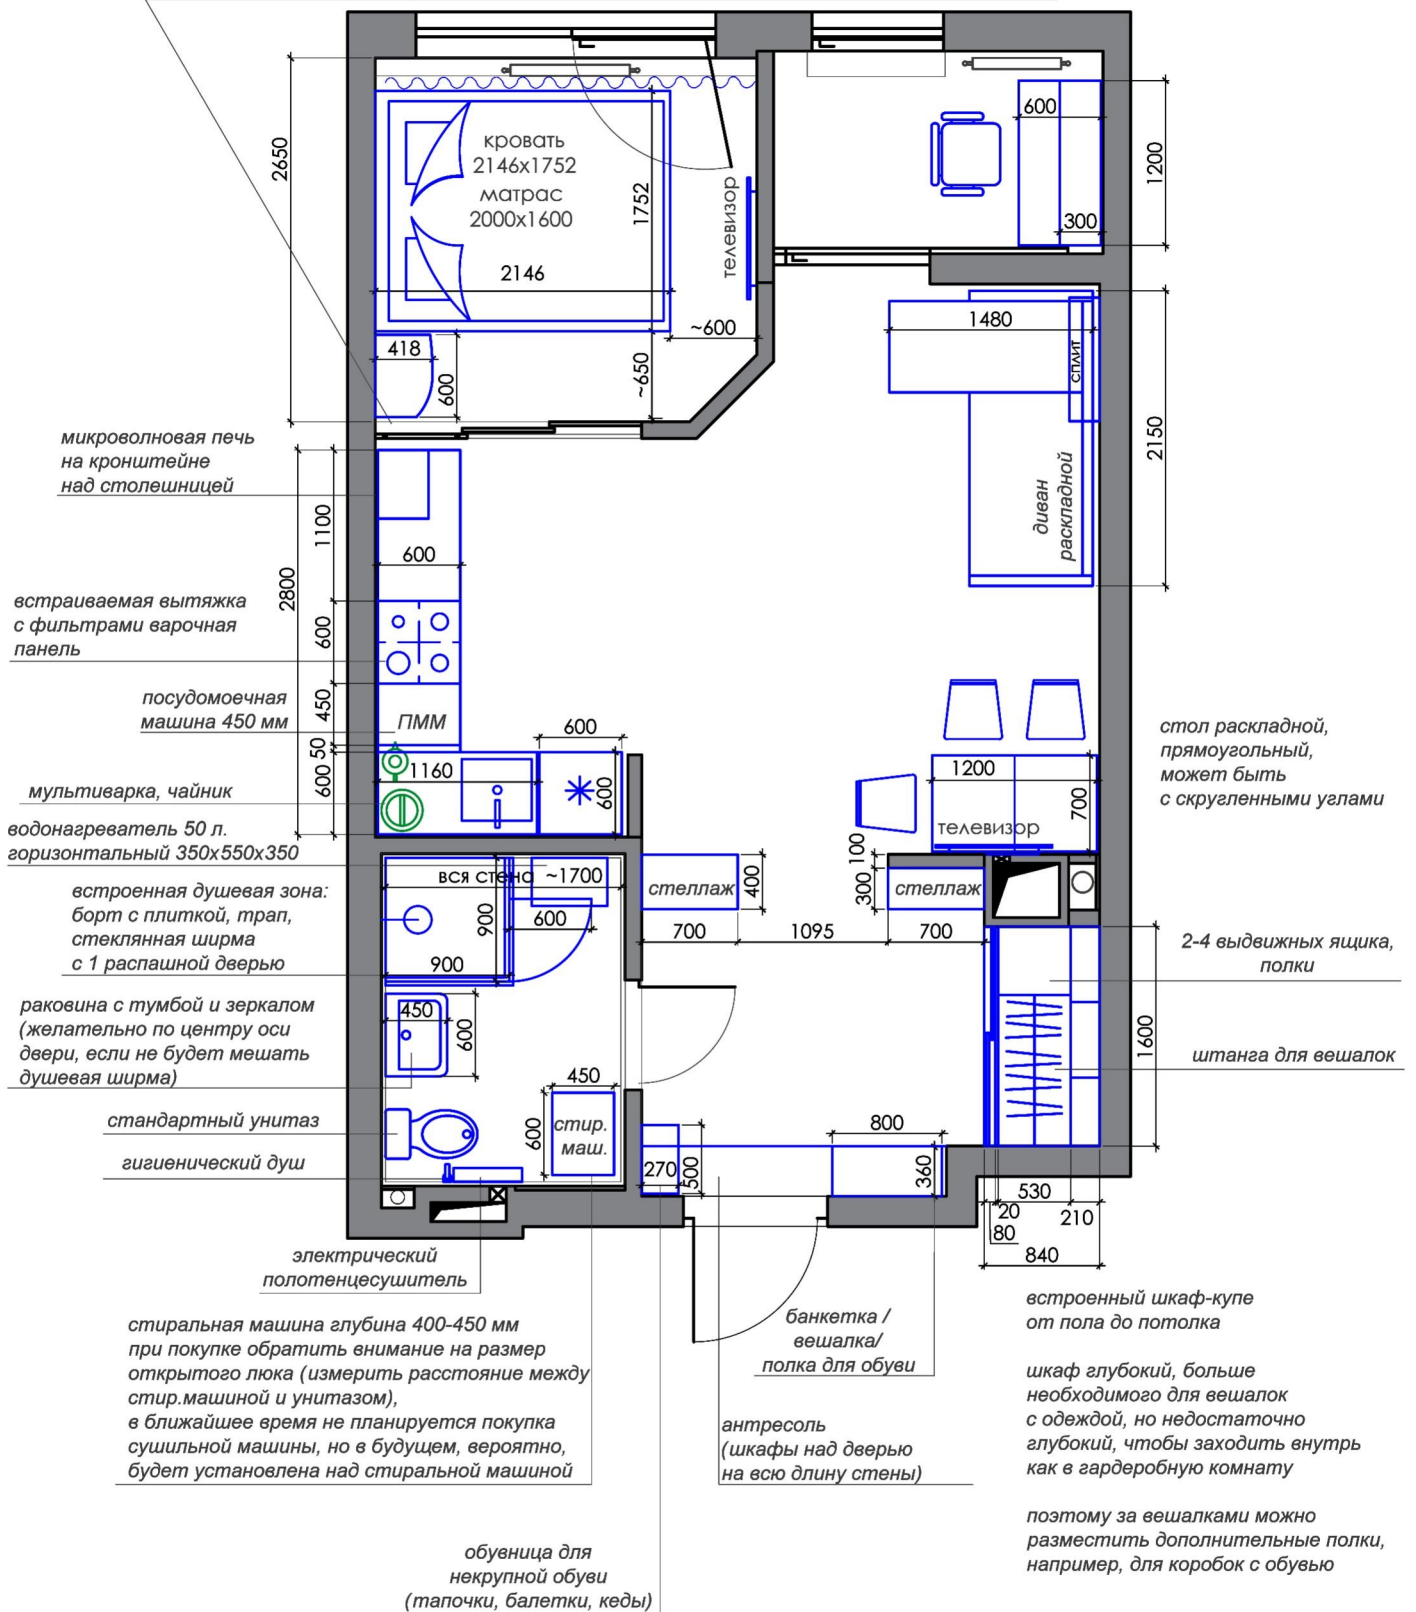 кровать
2146х1752
матрас
2000х1600
2650
1752
2146
телевизор
~600
418
600
~650
600
300
1200
1480
сплит
2150
диван
раскладной
микроволновая печь
на кронштейне
над столешницей
1100
600
2800
встраиваемая вытяжка
с фильтрами варочная
панель
600
посудомоечная
машина 450 мм
450
ПММ
50
600
600
1160
600
мультиварка, чайник
стол раскладной,
прямоугольный,
может быть
с скругленными углами
1200
700
телевизор
водонагреватель 50 л.
горизонтальный 350х550х350
вся стена ~1700
встроенная душевая зона:
борт с плиткой, трап,
стеклянная ширма
с 1 распашной дверью
900
600
900
стеллаж
400
100
300
стеллаж
700
1095
700
2-4 выдвижных ящика,
полки
1600
штанга для вешалок
раковина с тумбой и зеркалом
(желательно по центру оси
двери, если не будет мешать
душевая ширма)
450
600
стандартный унитаз
гигиенический душ
450
600
стир.
маш.
270
500
800
360
530
20
210
80
840
электрический
полотенцесушитель
стиральная машина глубина 400-450 мм
при покупке обратить внимание на размер
открытого люка (измерить расстояние между
стир.машиной и унитазом),
в ближайшее время не планируется покупка
сушильной машины, но в будущем, вероятно,
будет установлена над стиральной машиной
банкетка /
вешалка/
полка для обуви
антресоль
(шкафы над дверью
на всю длину стены)
встроенный шкаф-купе
от пола до потолка
шкаф глубокий, больше
необходимого для вешалок
с одеждой, но недостаточно
глубокий, чтобы заходить внутрь
как в гардеробную комнату
поэтому за вешалками можно
разместить дополнительные полки,
например, для коробок с обувью
обувница для
некрупной обуви
(тапочки, балетки, кеды)